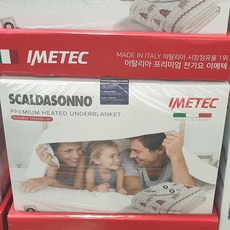 IMETEC
MADE IN ITALY 이탈리아 시장점유율 1위
이탈리아 프리미엄 전기요 이메텍
SCALDASONNO
PREMIUM HEATED UNDERBLANKET
IMETEC